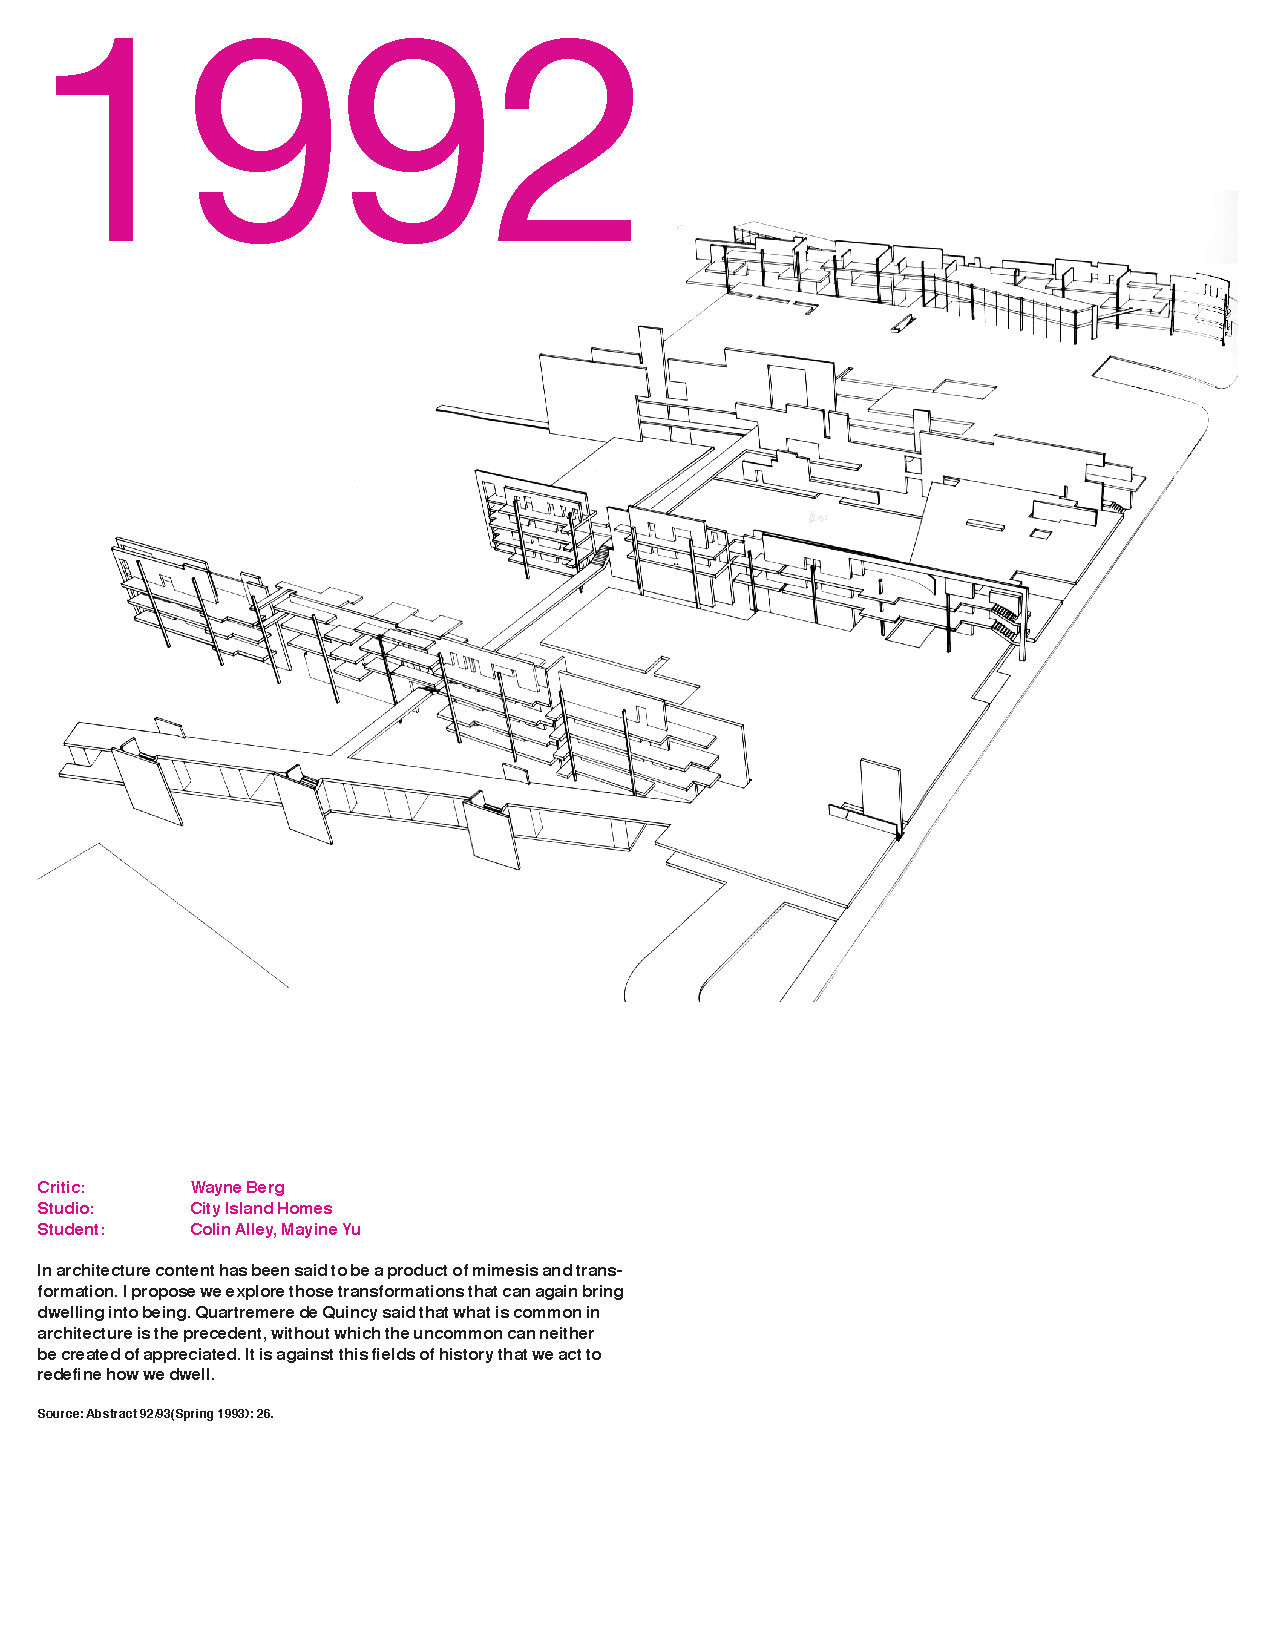 1992
Critic: Wayne Berg
Studio: City Island Homes
Student: Colin Alley, Mayine Yu
In architecture content has been said to be a product of mimesis and trans-
formation. I propose we explore those transformations that can again bring
dwelling into being. Quartremere de Quincy said that what is common in
architecture is the precedent, without which the uncommon can neither
be created of appreciated. It is against this fields of history that we act to
redefine how we dwell.
Source: Abstract 92/93(Spring 1993): 26.